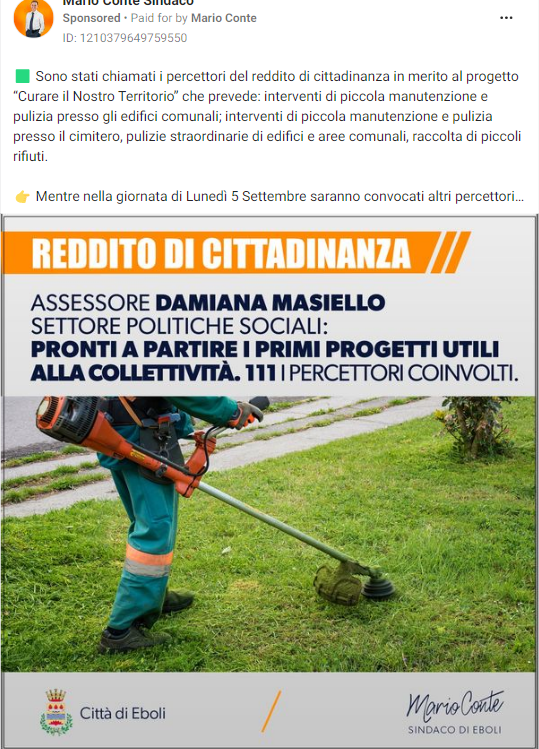 Mario Conte Sindaco
Sponsored • Paid for by Mario Conte
ID: 1210379649759550
Sono stati chiamati i percettori del reddito di cittadinanza in merito al progetto
“Curare il Nostro Territorio” che prevede: interventi di piccola manutenzione e
pulizia presso gli edifici comunali; interventi di piccola manutenzione e pulizia
presso il cimitero, pulizie straordinarie di edifici e aree comunali, raccolta di piccoli
rifiuti.
Mentre nella giornata di Lunedì 5 Settembre saranno convocati altri percettori...
REDDITO DI CITTADINANZA
ASSESSORE DAMIANA MASIELLO
SETTORE POLITICHE SOCIALI:
PRONTI A PARTIRE I PRIMI PROGETTI UTILI
ALLA COLLETTIVITÀ. 111 I PERCETTORI COINVOLTI.
Città di Eboli
Mario Conte
SINDACO DI EBOLI